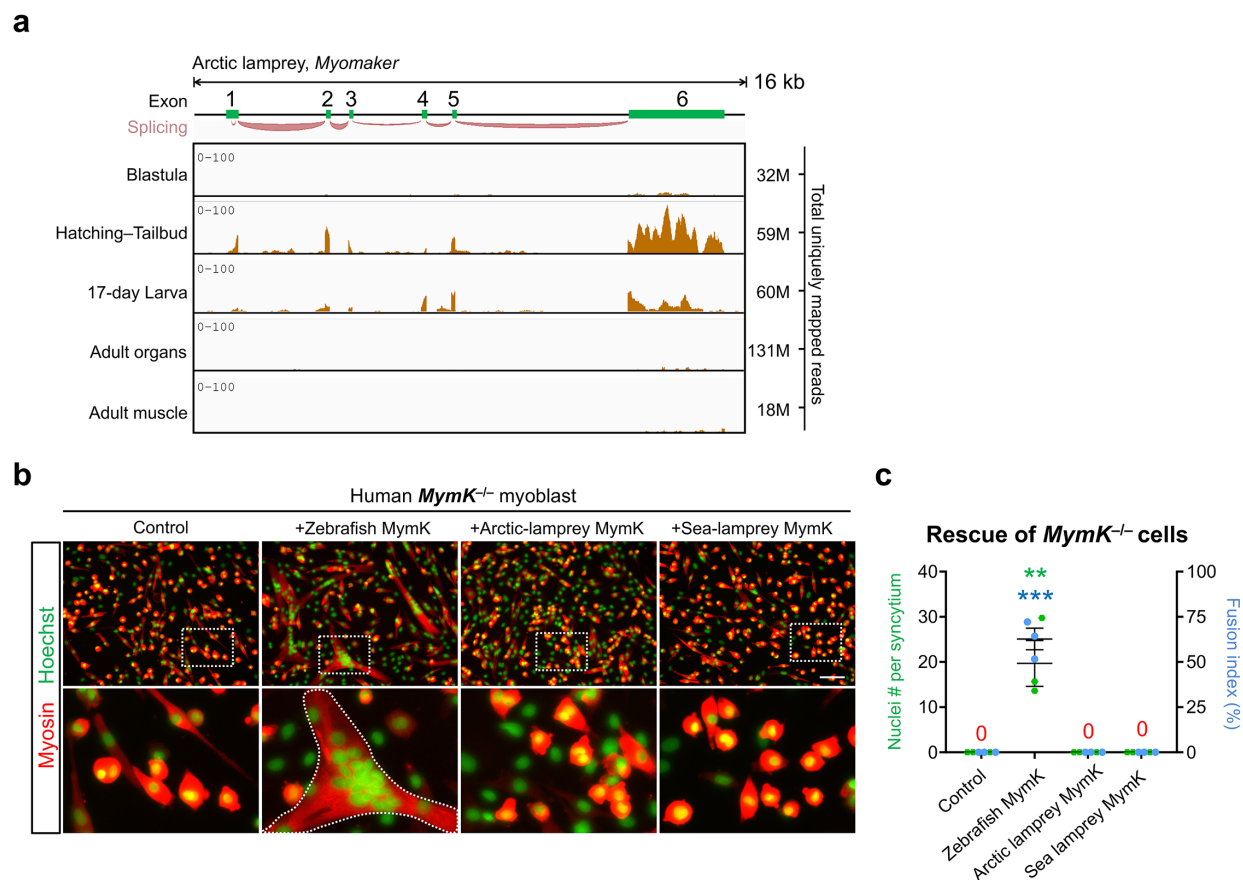 a
Arctic lamprey, Myomaker
16 kb
Exon 1 2 3 4 5 6
Splicing
0-100
Blastula
32M
0-100
Hatching–Tailbud
59M
0-100
17-day Larva
60M
0-100
Adult organs
131M
0-100
Adult muscle
18M
Total uniquely mapped reads
b
Human MymK–/– myoblast
Control +Zebrafish MymK +Arctic-lamprey MymK +Sea-lamprey MymK
Hoechst
Myosin
c
Rescue of MymK–/– cells
Nuclei # per syncytium
40
30
20
10
0
**
***
0
0
0
100
75
50
25
0
Fusion index (%)
Control
Zebrafish MymK
Arctic lamprey MymK
Sea lamprey MymK